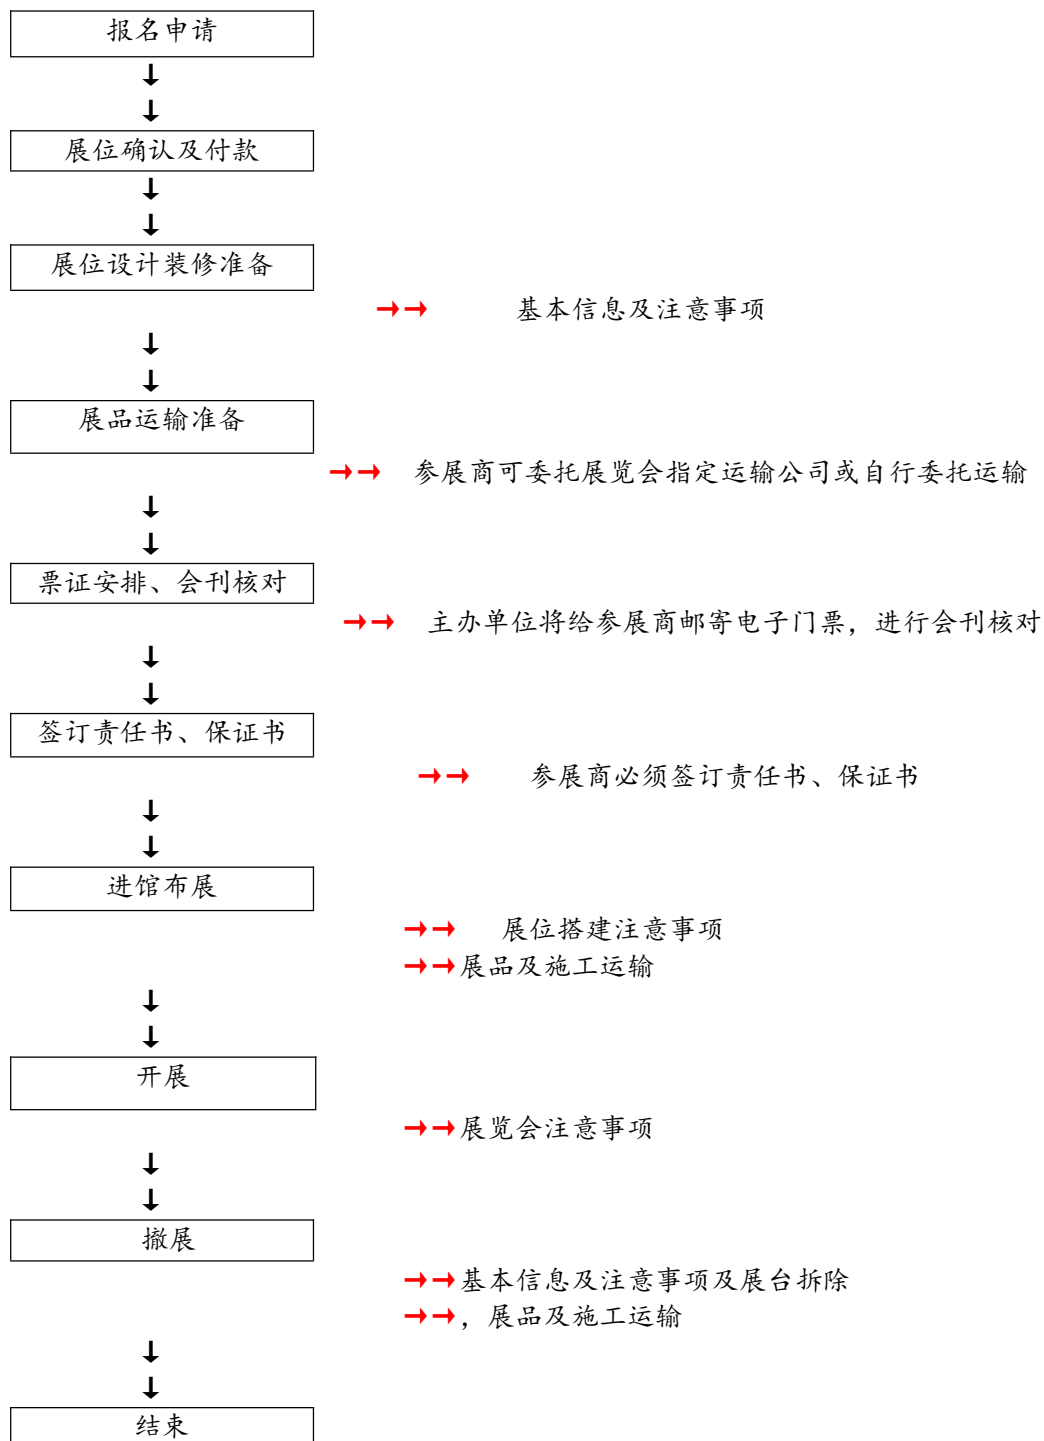 报名申请
↓
↓
展位确认及付款
↓
↓
展位设计装修准备
→→ 基本信息及注意事项
↓
↓
展品运输准备
→→ 参展商可委托展览会指定运输公司或自行委托运输
↓
↓
票证安排、会刊核对
→→ 主办单位将给参展商邮寄电子门票，进行会刊核对
↓
↓
签订责任书、保证书
→→ 参展商必须签订责任书、保证书
↓
↓
进馆布展
→→ 展位搭建注意事项
→→展品及施工运输
↓
↓
开展
→→展览会注意事项
↓
↓
撤展
→→基本信息及注意事项及展台拆除
→→，展品及施工运输
↓
↓
结束